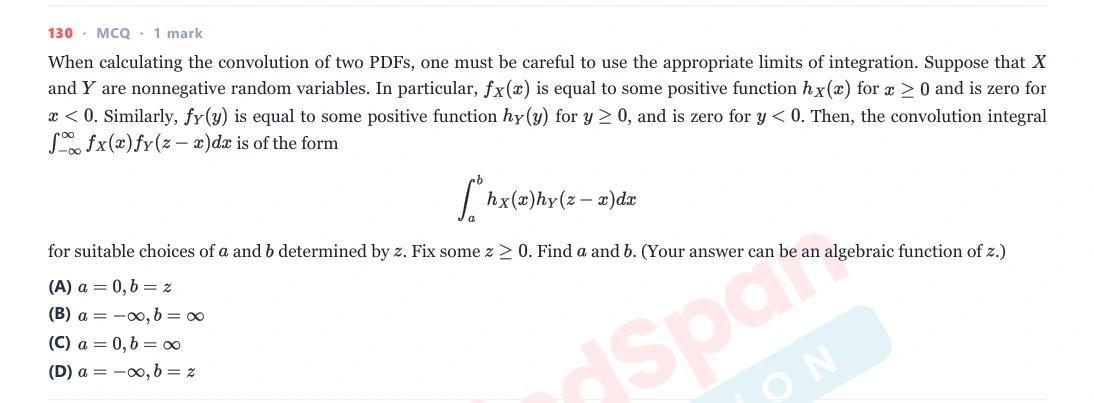 130 · MCQ · 1 mark
When calculating the convolution of two PDFs, one must be careful to use the appropriate limits of integration. Suppose that X
and Y are nonnegative random variables. In particular, f_X(x) is equal to some positive function h_X(x) for x ≥ 0 and is zero for
x < 0. Similarly, f_Y(y) is equal to some positive function h_Y(y) for y ≥ 0, and is zero for y < 0. Then, the convolution integral
∫_{-∞}^{∞} f_X(x)f_Y(z − x)dx is of the form
∫_a^b h_X(x)h_Y(z − x)dx
for suitable choices of a and b determined by z. Fix some z ≥ 0. Find a and b. (Your answer can be an algebraic function of z.)
(A) a = 0, b = z
(B) a = −∞, b = ∞
(C) a = 0, b = ∞
(D) a = −∞, b = z